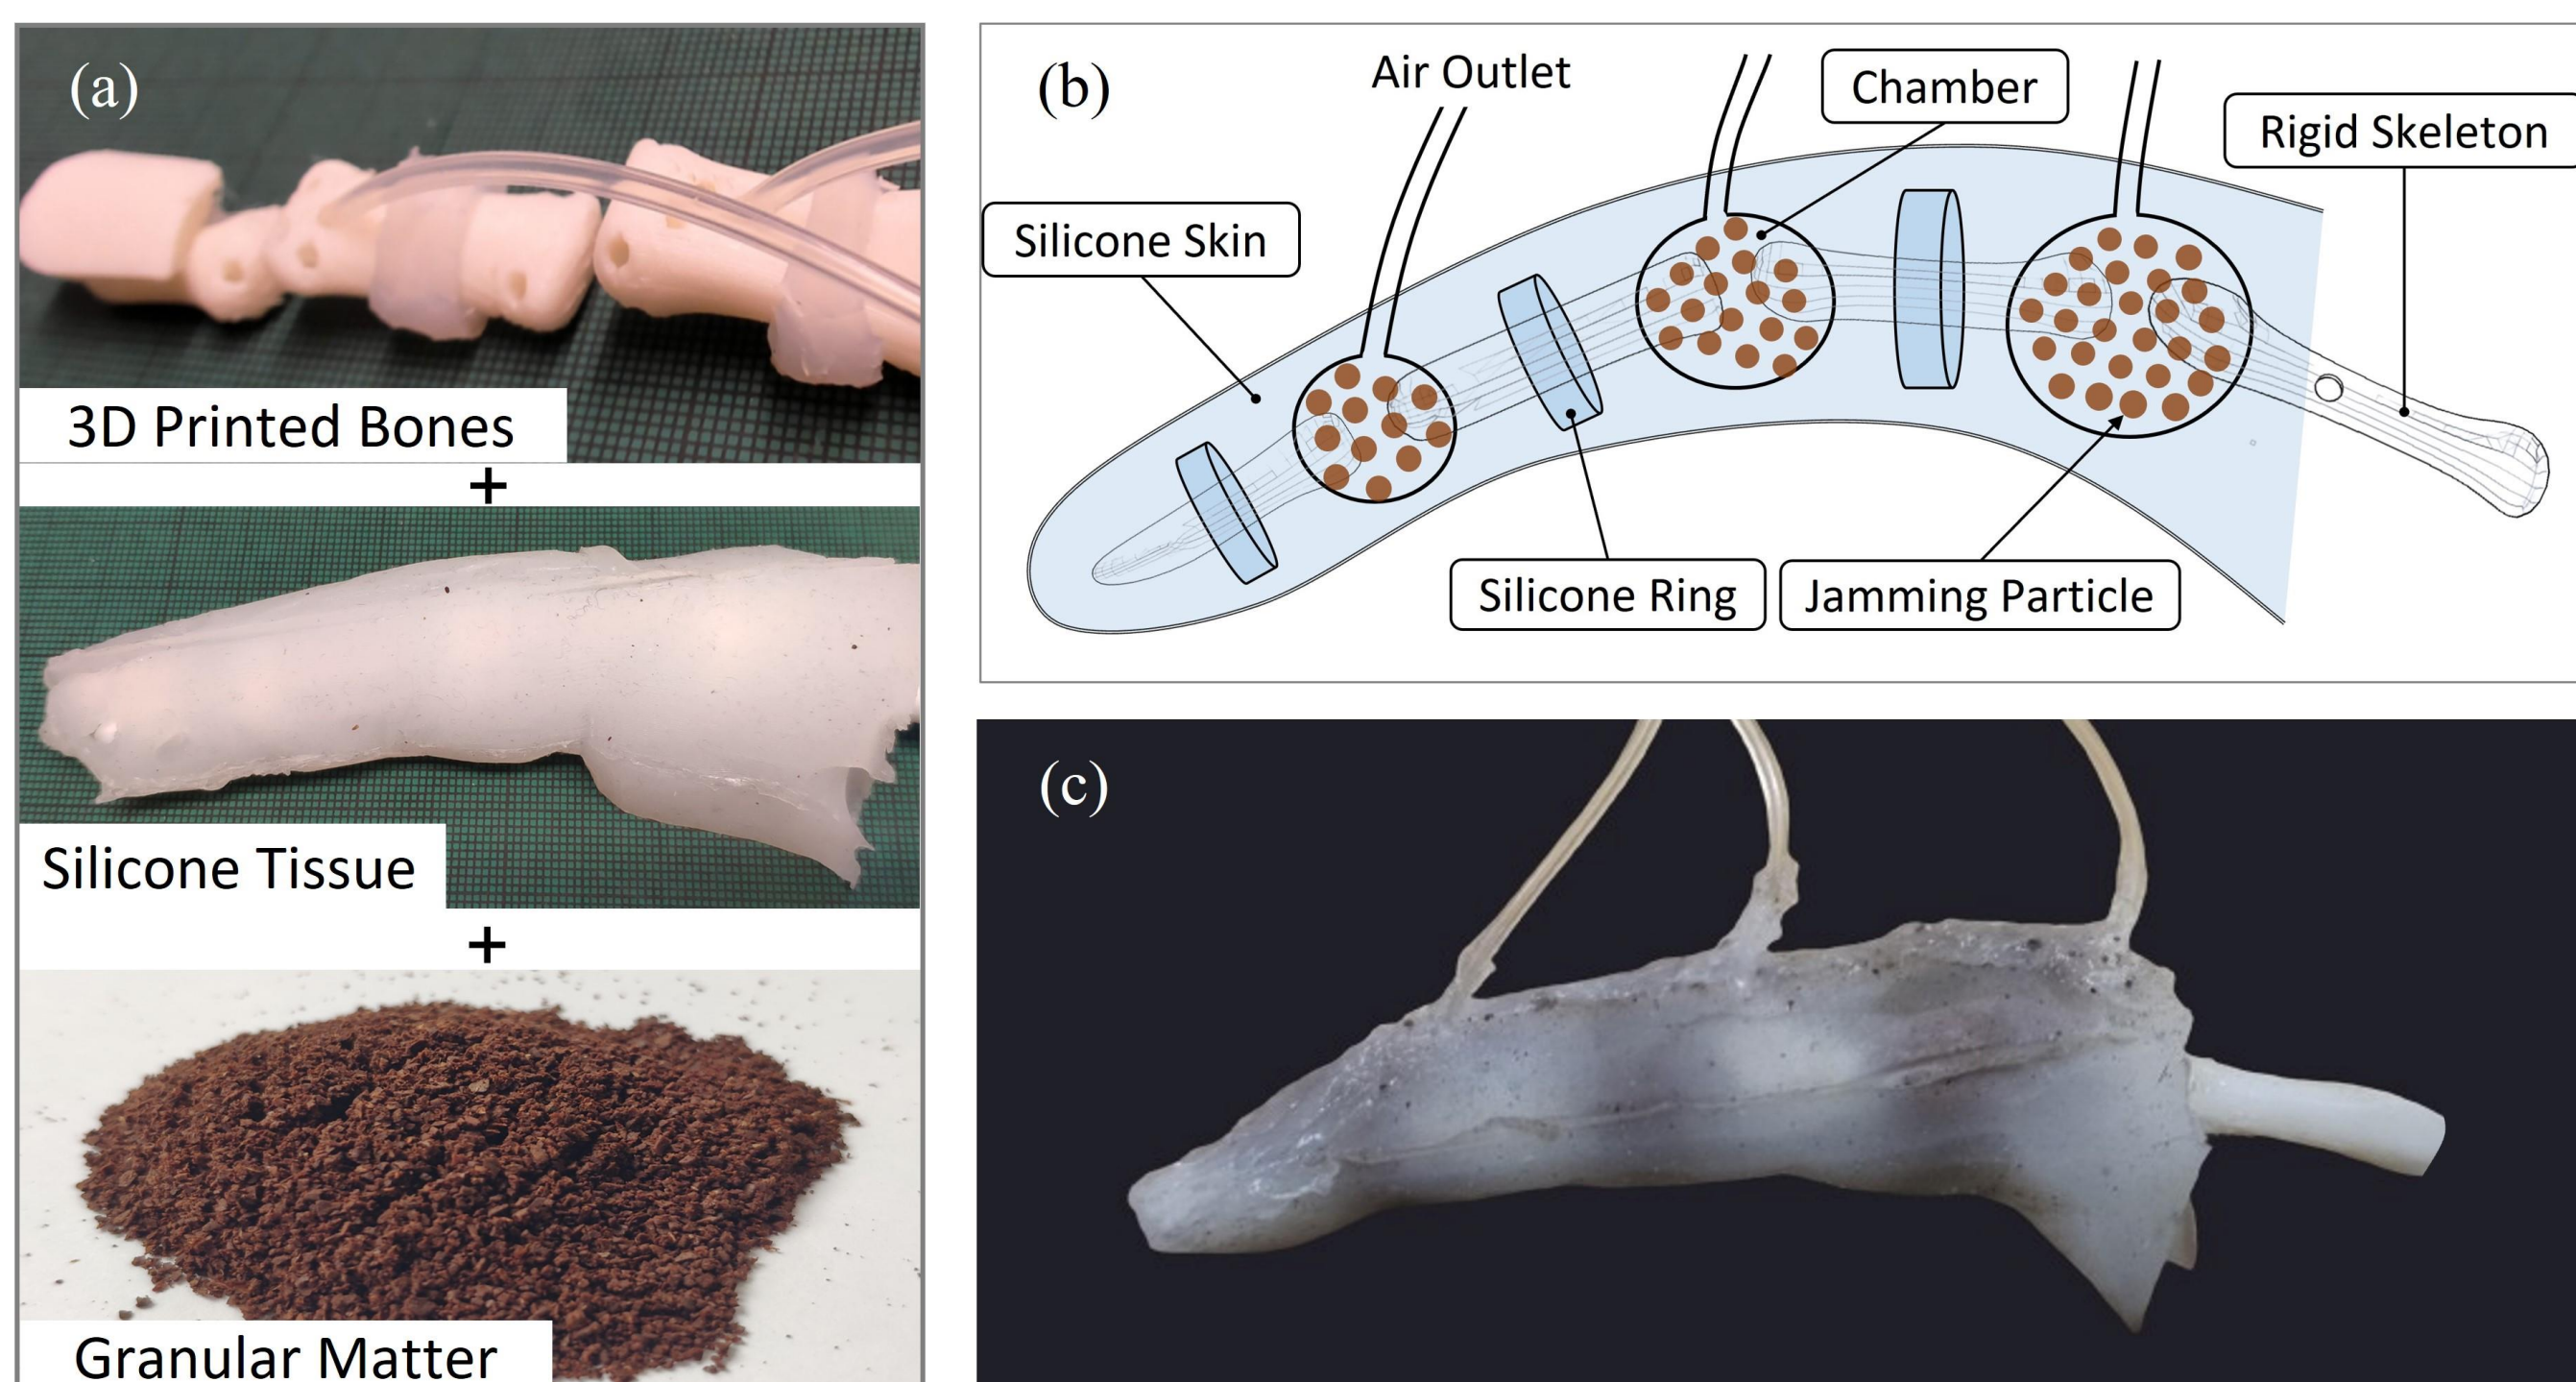 (a)
3D Printed Bones
+
Silicone Tissue
+
Granular Matter
(b)
Air Outlet
Chamber
Rigid Skeleton
Silicone Skin
Silicone Ring
Jamming Particle
(c)